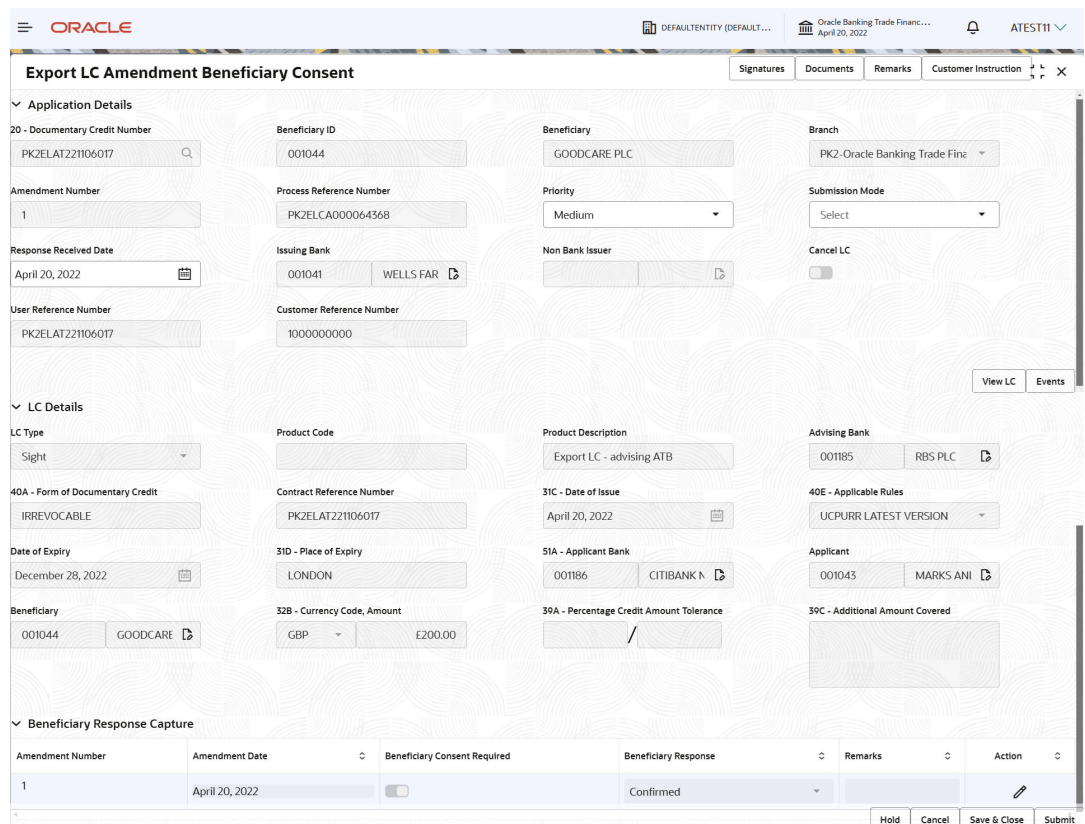 ORACLE
DEFAULTENTITY (DEFAULT...
Oracle Banking Trade Financ...
April 20, 2022
ATEST11
Export LC Amendment Beneficiary Consent
Signatures Documents Remarks Customer Instruction
Application Details
20 - Documentary Credit Number Beneficiary ID Beneficiary Branch
PK2ELAT221106017 001044 GOODCARE PLC PK2-Oracle Banking Trade Fina
Amendment Number Process Reference Number Priority Submission Mode
1 PK2ELCA000064368 Medium Select
Response Received Date Issuing Bank Non Bank Issuer Cancel LC
April 20, 2022 001041 WELLS FAR
User Reference Number Customer Reference Number
PK2ELAT221106017 1000000000
View LC Events
LC Details
LC Type Product Code Product Description Advising Bank
Sight Export LC - advising ATB 001185 RBS PLC
40A - Form of Documentary Credit Contract Reference Number 31C - Date of Issue 40E - Applicable Rules
IRREVOCABLE PK2ELAT221106017 April 20, 2022 UCPURR LATEST VERSION
Date of Expiry 31D - Place of Expiry 51A - Applicant Bank Applicant
December 28, 2022 LONDON 001186 CITIBANK N 001043 MARKS ANI
Beneficiary 32B - Currency Code, Amount 39A - Percentage Credit Amount Tolerance 39C - Additional Amount Covered
001044 GOODCARE GBP £200.00 /
Beneficiary Response Capture
Amendment Number Amendment Date Beneficiary Consent Required Beneficiary Response Remarks Action
1 April 20, 2022 Confirmed
Hold Cancel Save & Close Submit